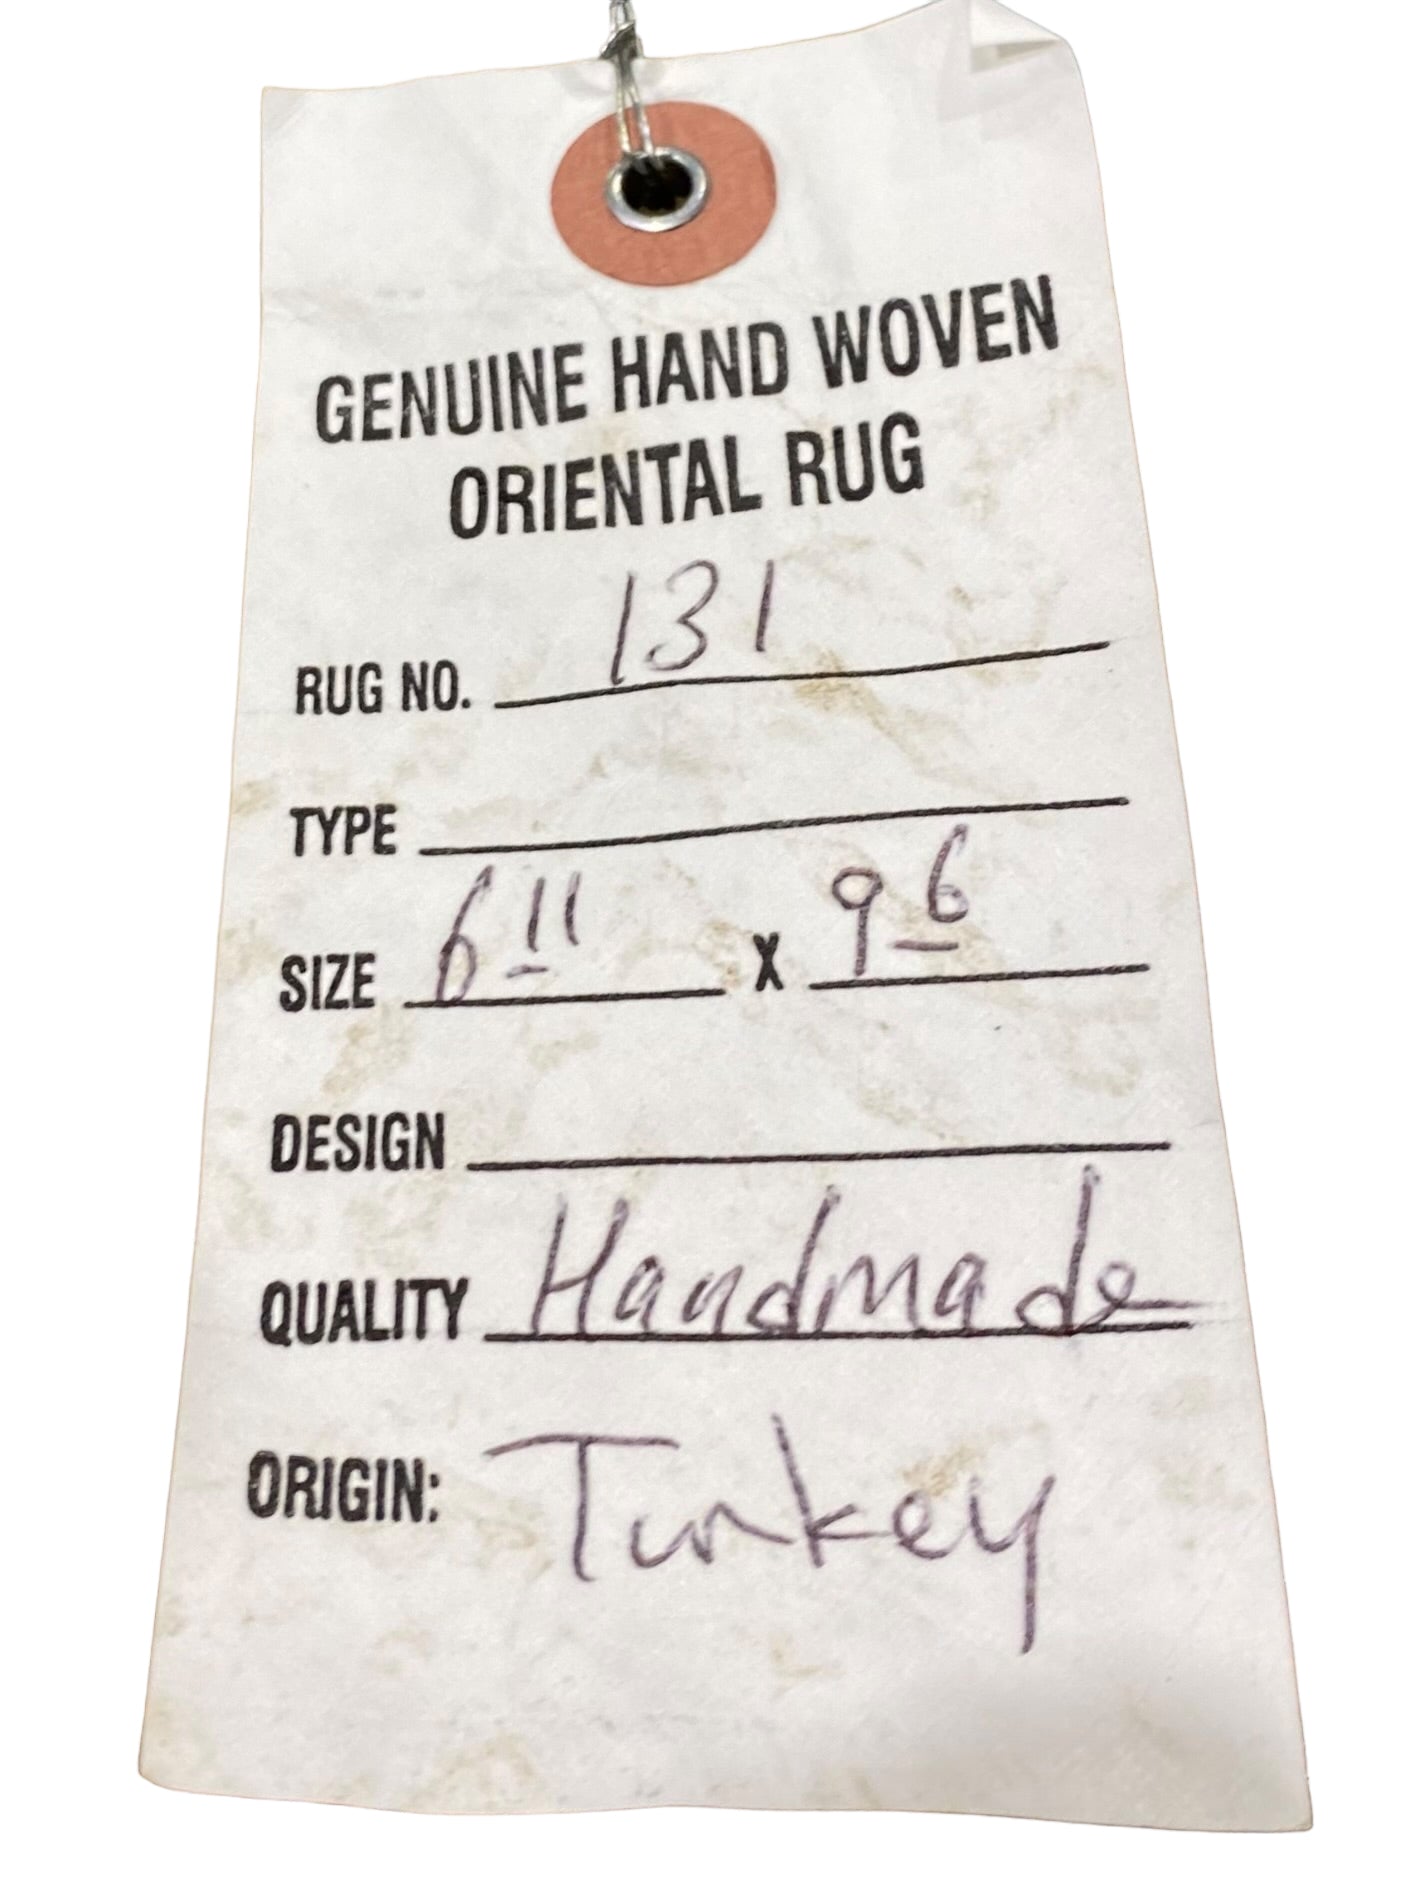 GENUINE HAND WOVEN
ORIENTAL RUG
RUG NO. 131
TYPE
SIZE 6 11 X 9 6
DESIGN
QUALITY Handmade
ORIGIN: Turkey